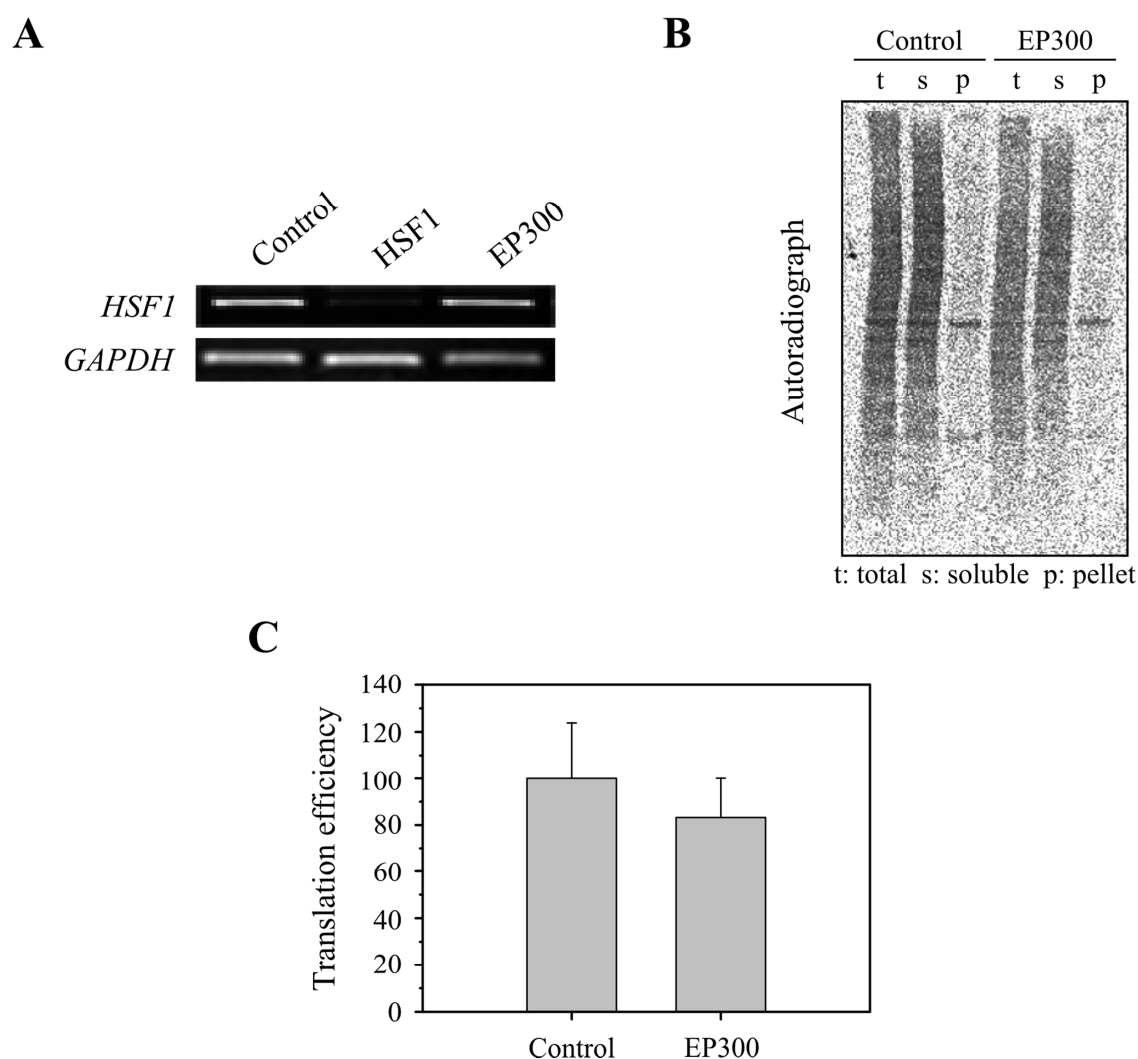 A
Control
HSF1
EP300
HSF1
GAPDH
B
Control EP300
t s p t s p
Autoradiograph
t: total s: soluble p: pellet
C
Translation efficiency
140
120
100
80
60
40
20
0
Control EP300